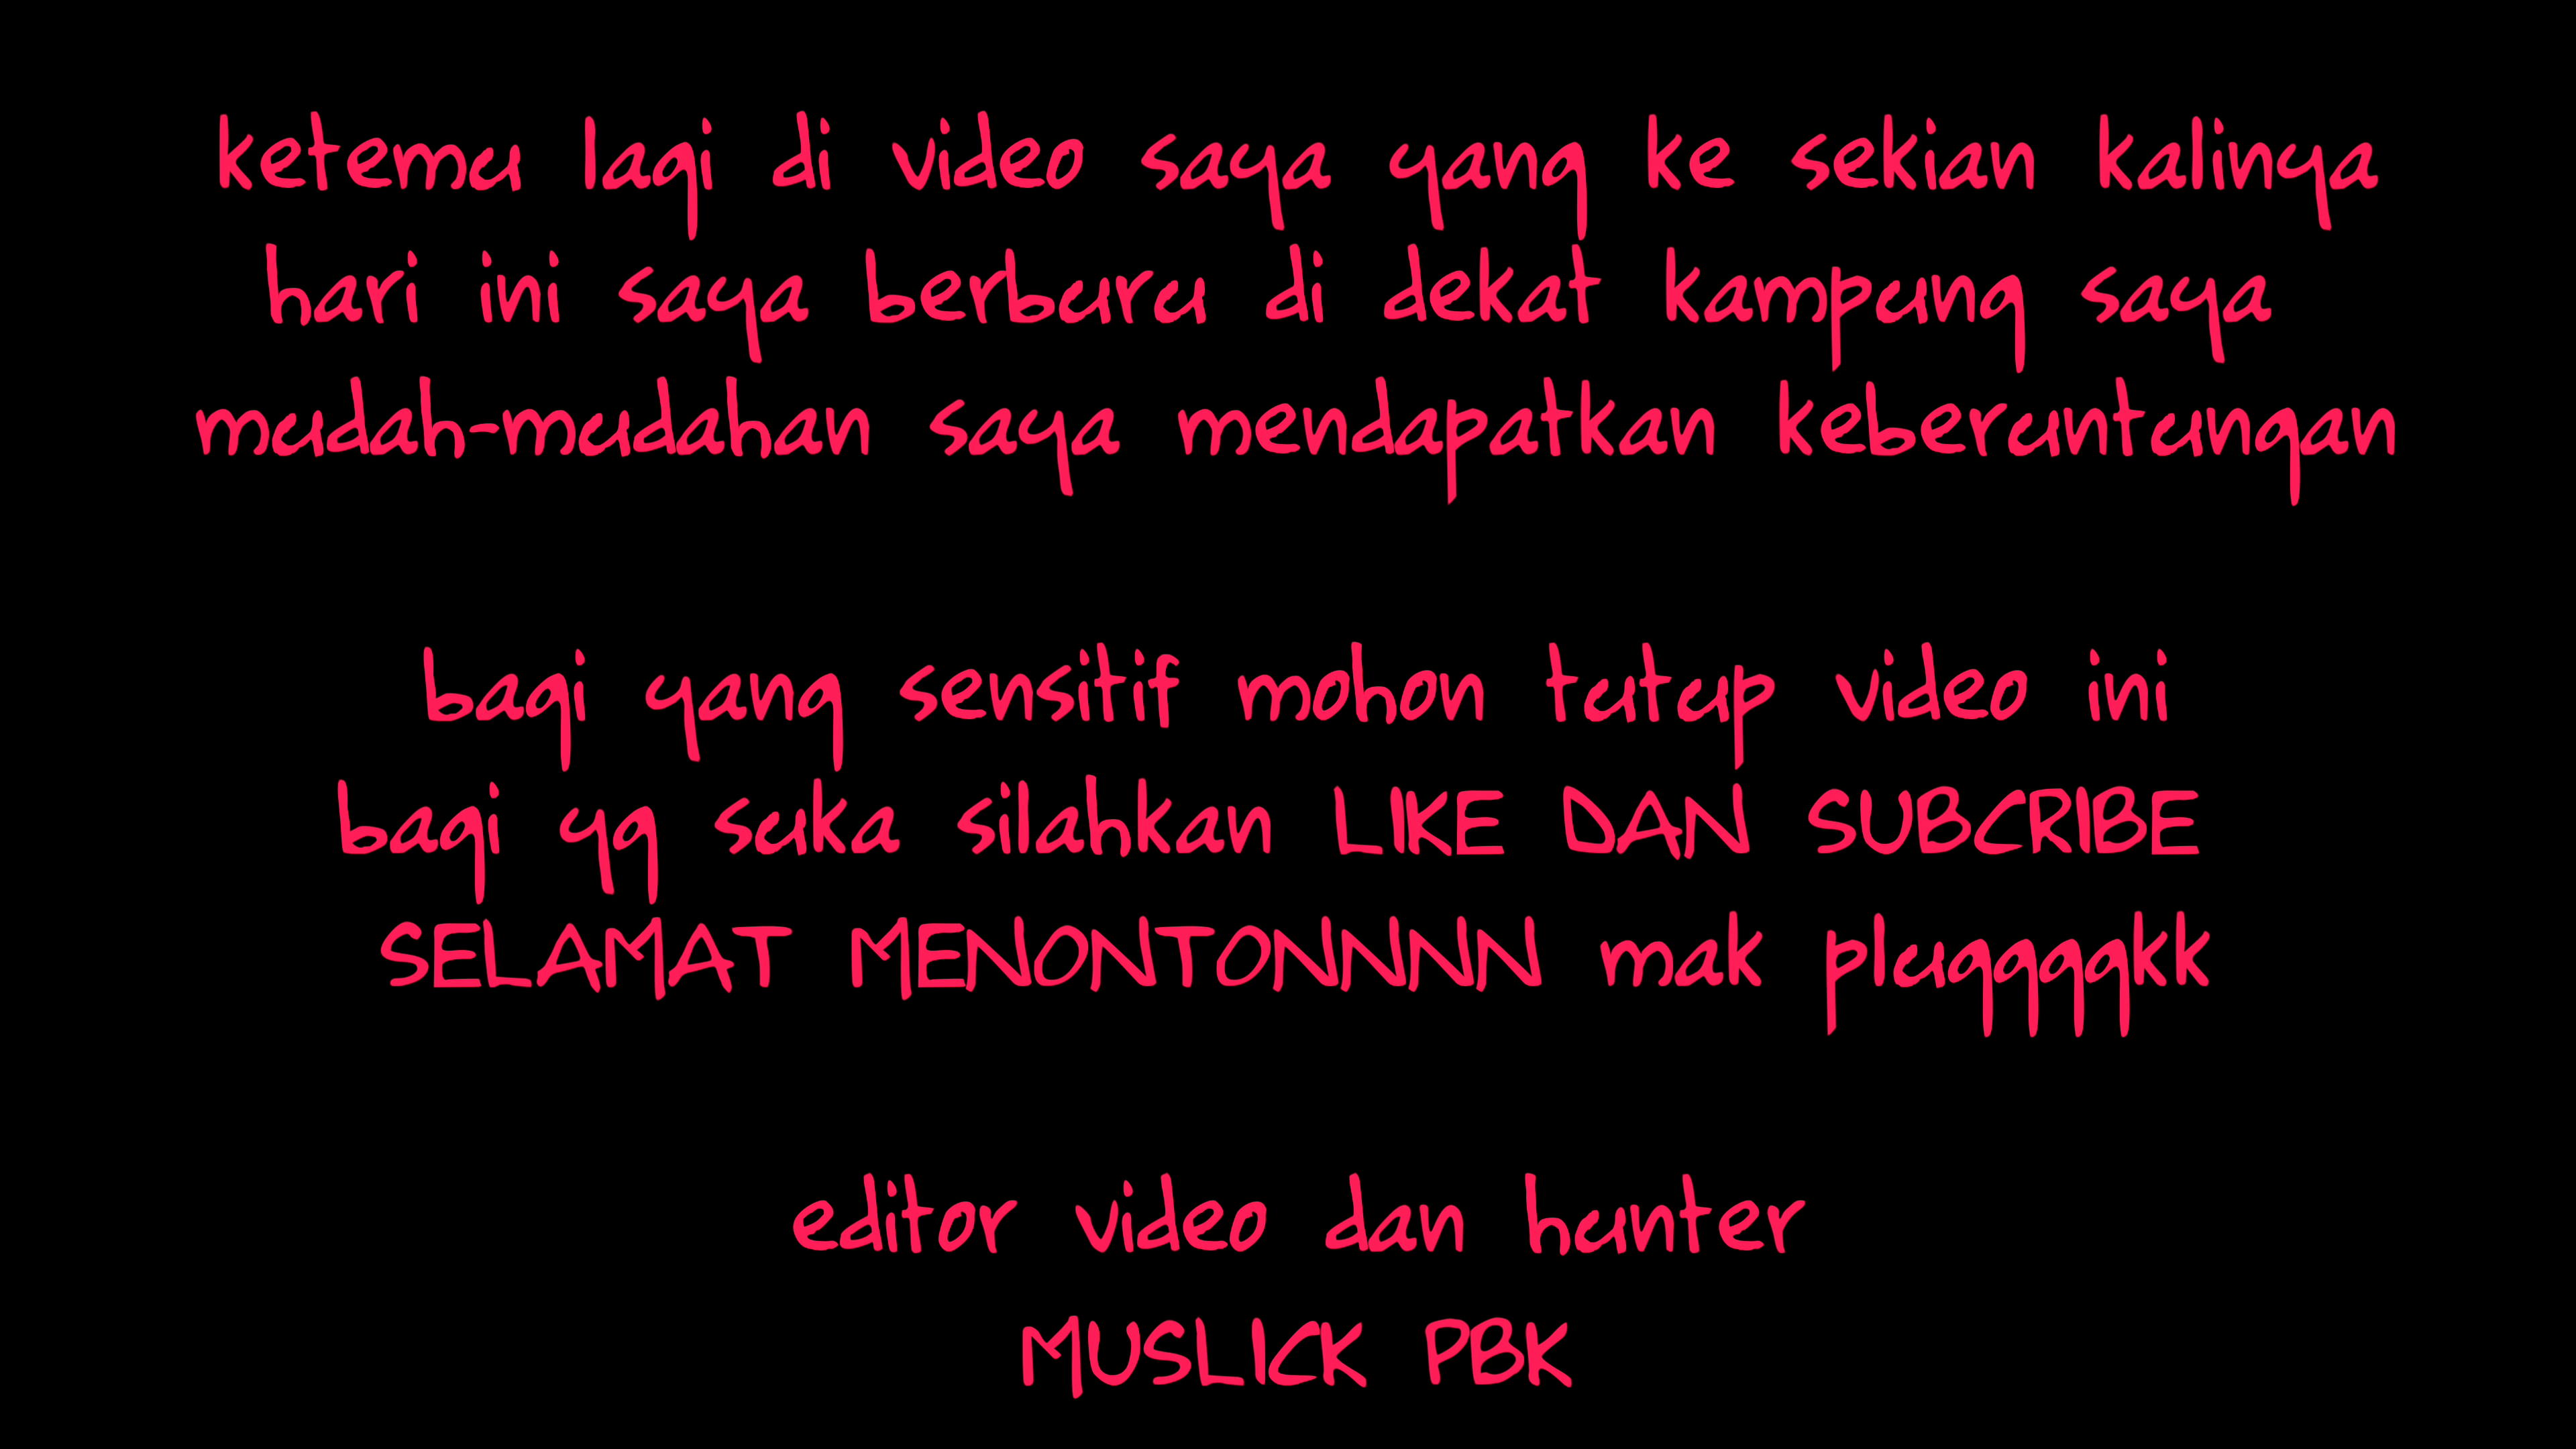 ketemu lagi di video saya yang ke sekian kalinya
hari ini saya berburu di dekat kampung saya
mudah-mudahan saya mendapatkan keberuntungan
bagi yang sensitif mohon tutup video ini
bagi yg suka silahkan LIKE DAN SUBCRIBE
SELAMAT MENONTONNNN mak pluggggkk
editor video dan hunter
MUSLICK PBK